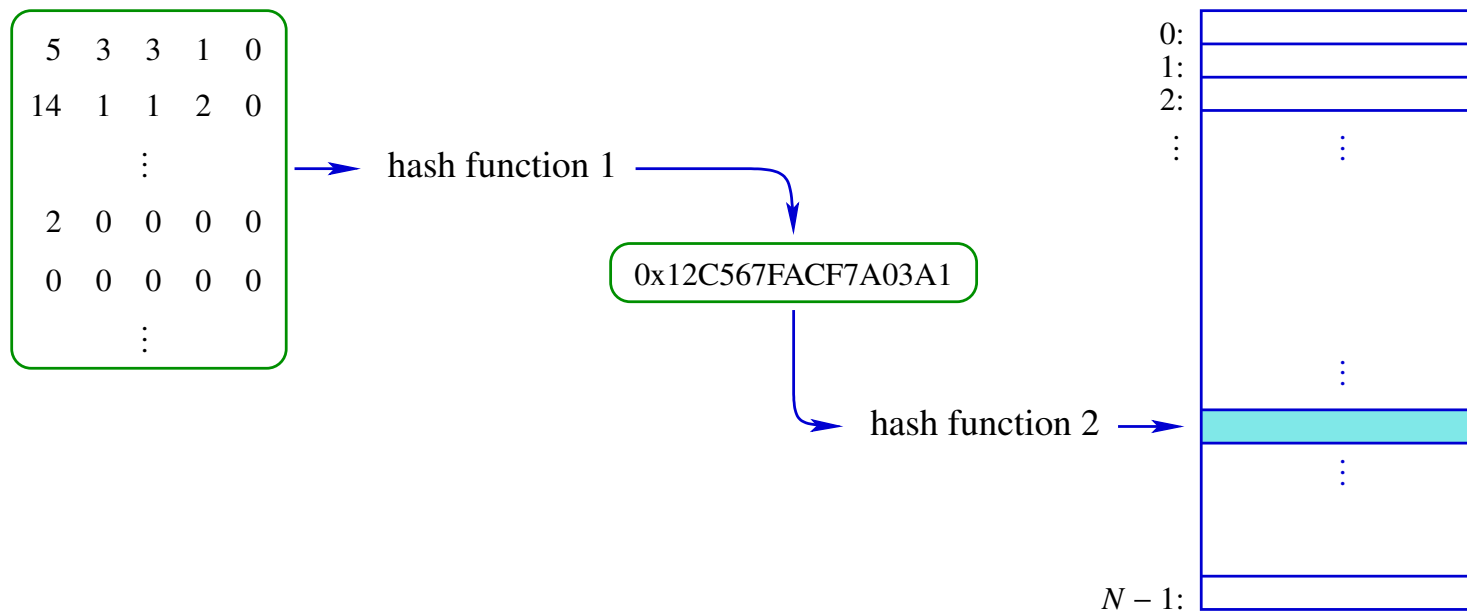 5 3 3 1 0
14 1 1 2 0
⋮
2 0 0 0 0
0 0 0 0 0
⋮
hash function 1
0x12C567FACF7A03A1
hash function 2
0:
1:
2:
⋮ ⋮
⋮
⋮
N − 1: